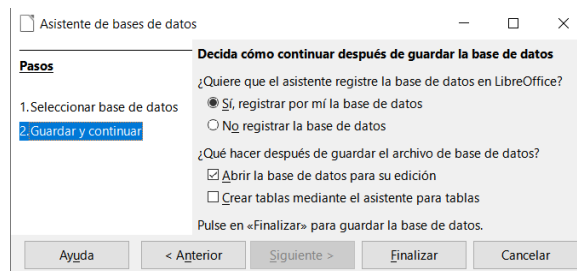 Asistente de bases de datos
Pasos
1.Seleccionar base de datos
2.Guardar y continuar
Decida cómo continuar después de guardar la base de datos
¿Quiere que el asistente registre la base de datos en LibreOffice?
Sí, registrar por mí la base de datos
No registrar la base de datos
¿Qué hacer después de guardar el archivo de base de datos?
Abrir la base de datos para su edición
Crear tablas mediante el asistente para tablas
Pulse en «Finalizar» para guardar la base de datos.
Ayuda < Anterior Siguiente > Finalizar Cancelar